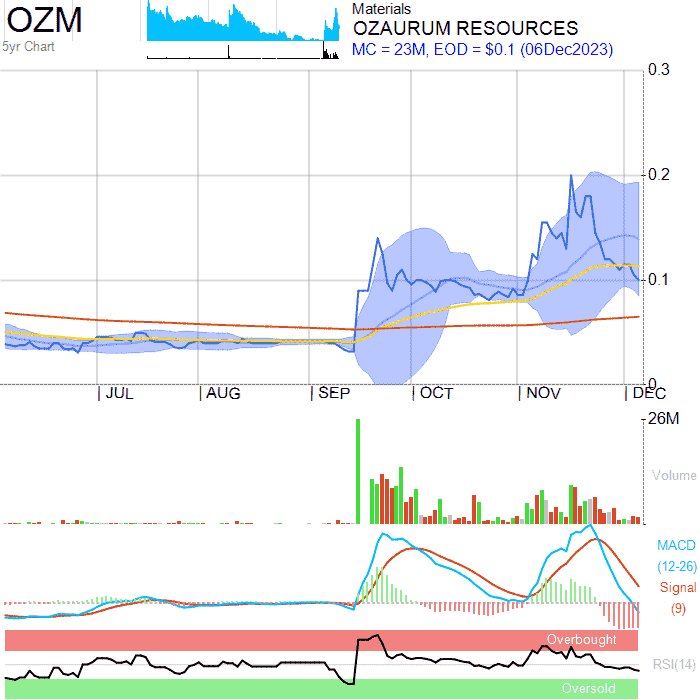 OZM
5yr Chart
Materials
OZAURUM RESOURCES
MC = 23M, EOD = $0.1 (06Dec2023)
0.3
0.2
0.1
0
JUL AUG SEP OCT NOV DEC
26M
Volume
MACD
(12-26)
Signal
(9)
Overbought
RSI(14)
Oversold